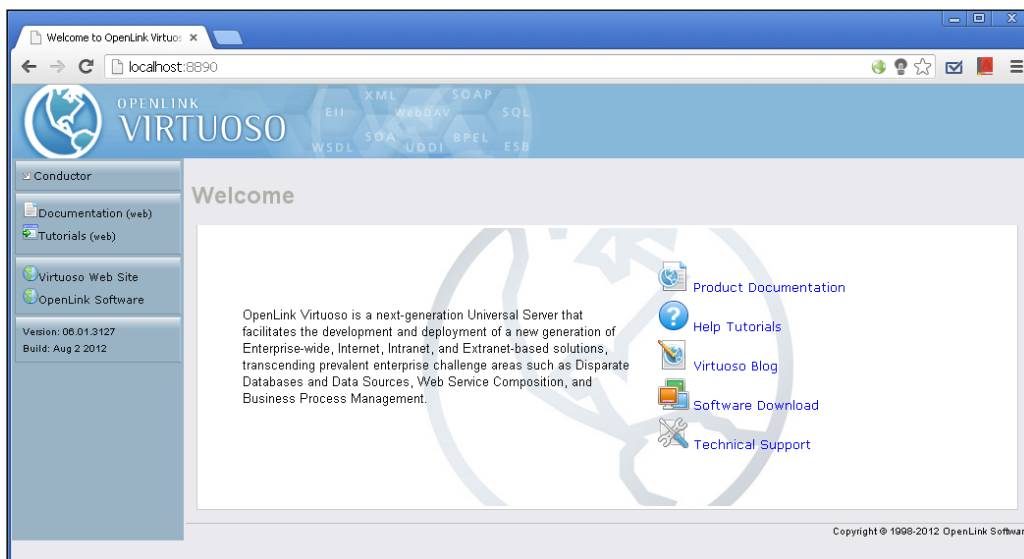 Welcome to OpenLink Virtuos
localhost:8890
OPENLINK
VIRTUOSO
XML SOAP
EII WebDAV SQL
SOA BPEL
WSDL UDDI ESB
Conductor
Documentation (web)
Tutorials (web)
Virtuoso Web Site
OpenLink Software
Version: 06.01.3127
Build: Aug 2 2012
Welcome
OpenLink Virtuoso is a next-generation Universal Server that
facilitates the development and deployment of a new generation of
Enterprise-wide, Internet, Intranet, and Extranet-based solutions,
transcending prevalent enterprise challenge areas such as Disparate
Databases and Data Sources, Web Service Composition, and
Business Process Management.
Product Documentation
Help Tutorials
Virtuoso Blog
Software Download
Technical Support
Copyright © 1998-2012 OpenLink Softwar